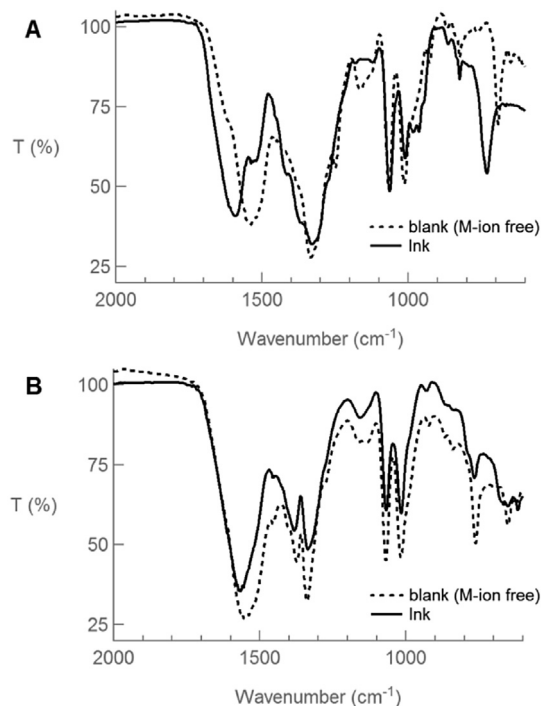 A
100
75
T (%)
50
25
blank (M-ion free)
Ink
2000
1500
1000
Wavenumber (cm⁻¹)
B
100
75
T (%)
50
25
blank (M-ion free)
Ink
2000
1500
1000
Wavenumber (cm⁻¹)